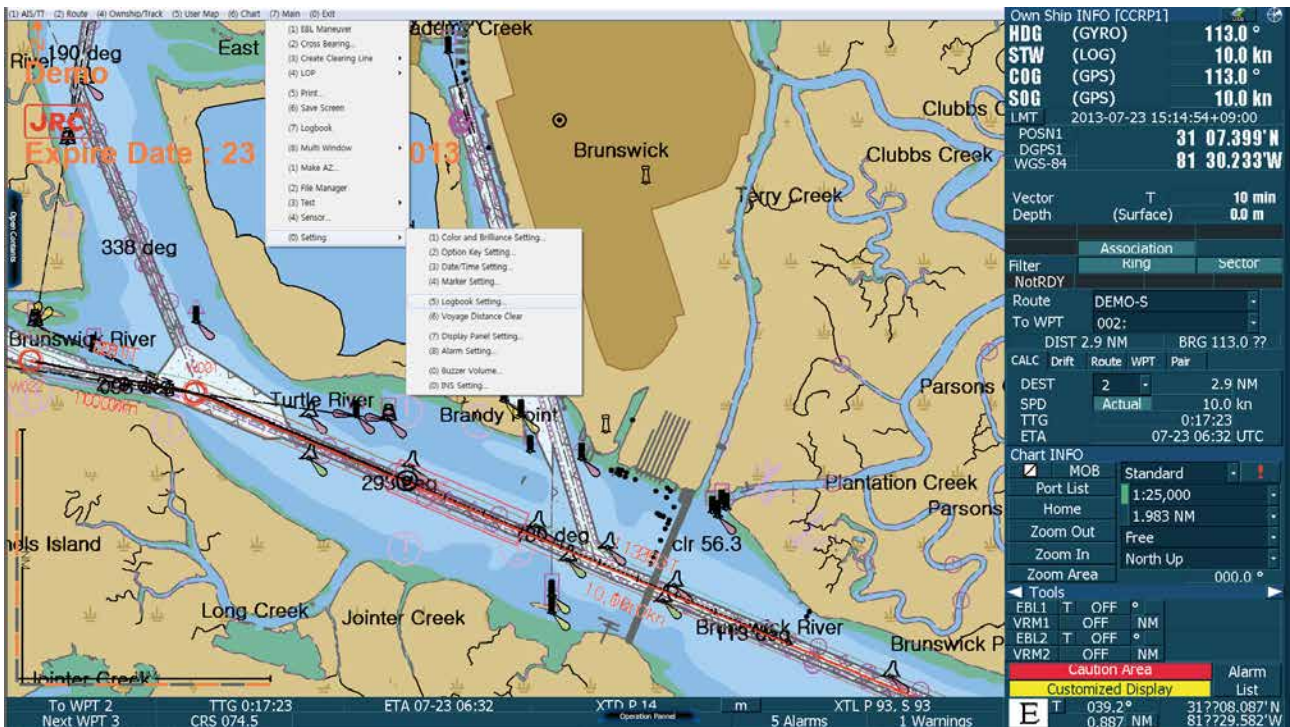 (1) AIS/TT (2) Route (4) Ownship/Track (5) User Map (6) Chart (7) Main (0) Exit
(1) EBL Maneuver
(2) Cross Bearing...
(3) Create Clearing Line
(4) LOP
(5) Print...
(6) Save Screen
(7) Logbook
(8) Multi Window
(1) Make AZ...
(2) File Manager
(3) Test
(4) Sensor...
(0) Setting
(1) Color and Brilliance Setting...
(2) Option Key Setting...
(3) Date/Time Setting...
(4) Marker Setting...
(5) Logbook Setting...
(6) Voyage Distance Clear
(7) Display Panel Setting...
(8) Alarm Setting...
(0) Buzzer Volume...
(0) INS Setting...
190 deg
East
ademy Creek
River
Demo
JRC
Expire Date : 23
013
Brunswick
Clubbs C
Clubbs Creek
Terry Creek
Open Contents
338 deg
Brunswick River
W022
W001
Turtle River
Brandy Point
Parsons
Plantation Creek
Parsons
clr 56.3
els Island
Long Creek
Jointer Creek
Brunswick River
Brunswick P
Jointer Creek
Own Ship INFO [CCRP1]
HDG (GYRO) 113.0 °
STW (LOG) 10.0 kn
COG (GPS) 113.0 °
SOG (GPS) 10.0 kn
LMT 2013-07-23 15:14:54+09:00
POSN1 31 07.399'N
DGPS1
WGS-84 81 30.233'W
Vector T 10 min
Depth (Surface) 0.0 m
Association
Filter Ring Sector
NotRDY
Route DEMO-S
To WPT 002:
DIST 2.9 NM BRG 113.0 ??
CALC Drift Route WPT Pair
DEST 2 2.9 NM
SPD Actual 10.0 kn
TTG 0:17:23
ETA 07-23 06:32 UTC
Chart INFO
MOB Standard !
Port List 1:25,000
Home 1.983 NM
Zoom Out Free
Zoom In North Up
Zoom Area 000.0 °
Tools
EBL1 T OFF °
VRM1 OFF NM
EBL2 T OFF °
VRM2 OFF NM
Caution Area Alarm
Customized Display List
E T 039.2° 31??08.087'N
0.887 NM 81??29.582'W
To WPT 2 TTG 0:17:23 ETA 07-23 06:32 XTD P 14 m XTL P 93, S 93
Next WPT 3 CRS 074.5 Operation Pannel 5 Alarms 1 Warnings